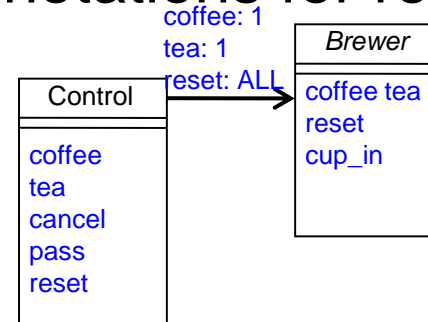 coffee: 1
tea: 1
reset: ALL
Brewer
coffee tea
reset
cup_in
Control
coffee
tea
cancel
pass
reset